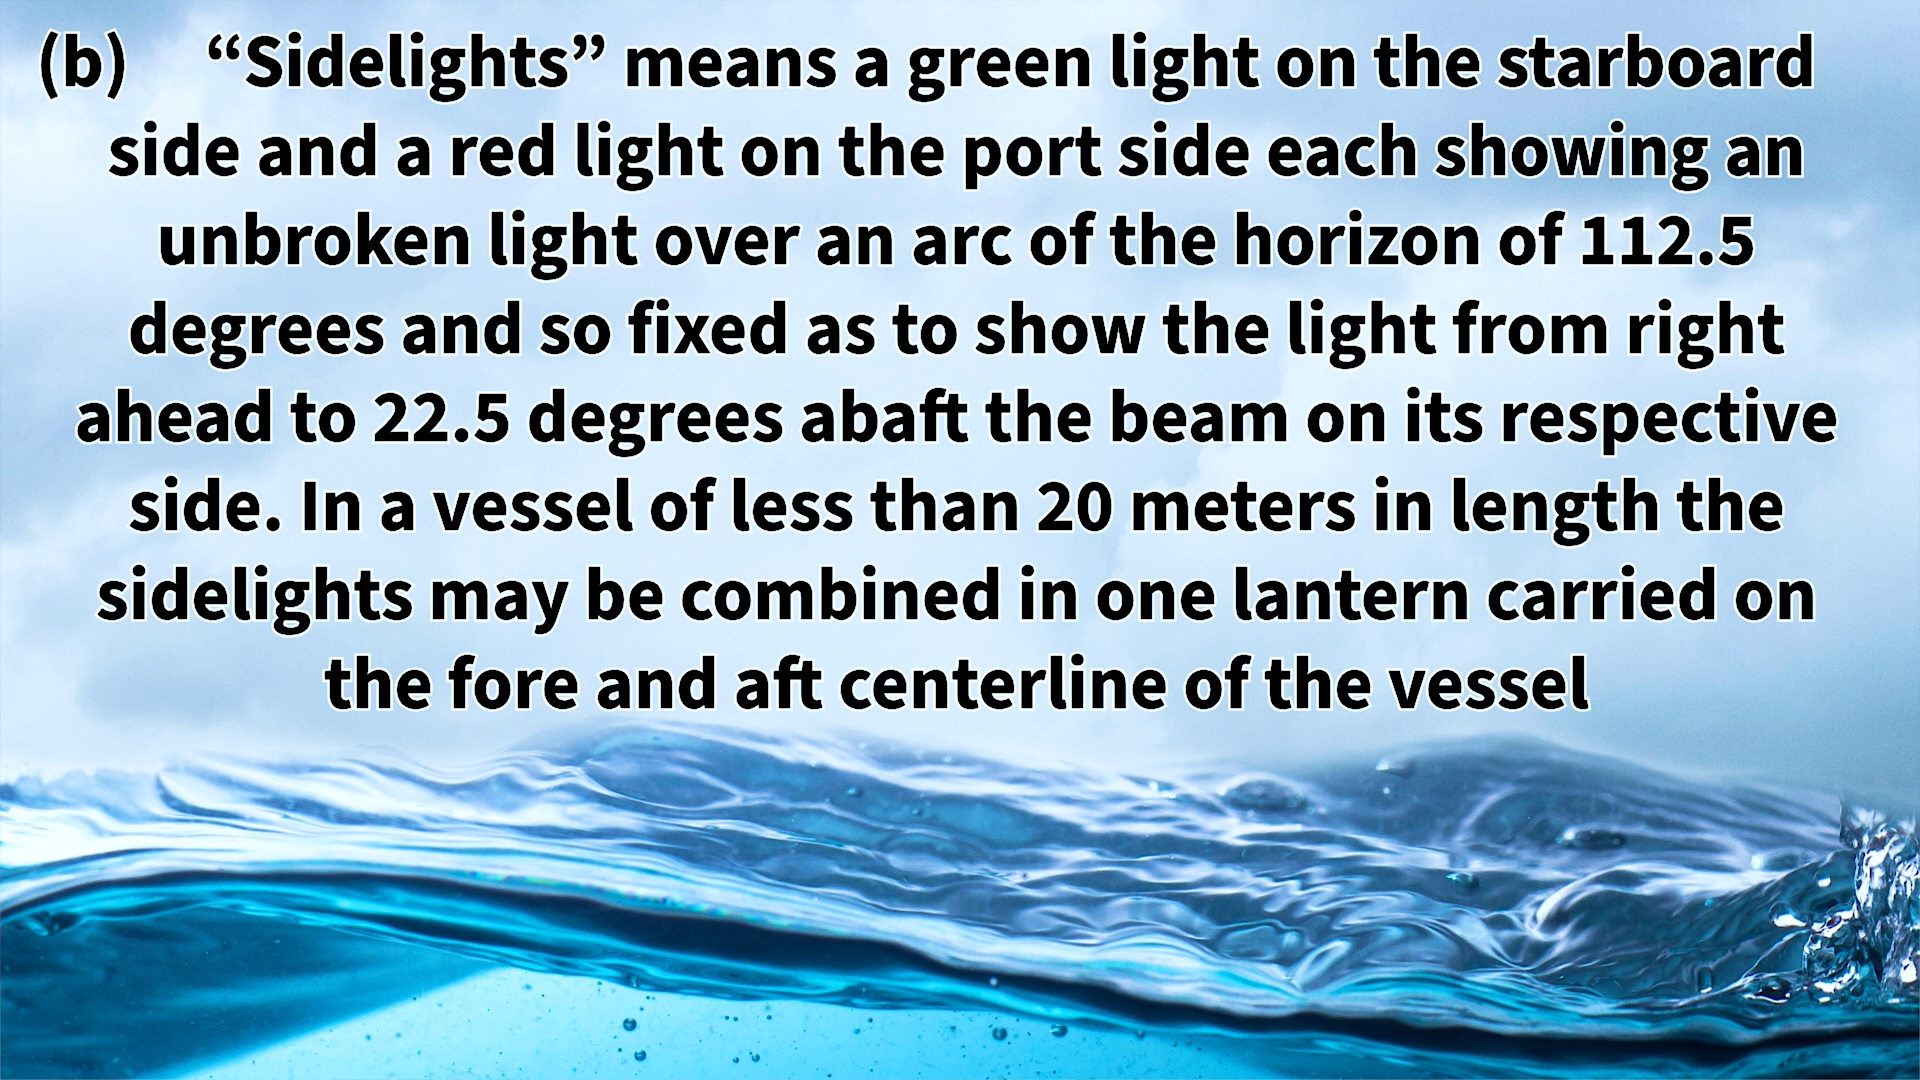 (b) “Sidelights” means a green light on the starboard
side and a red light on the port side each showing an
unbroken light over an arc of the horizon of 112.5
degrees and so fixed as to show the light from right
ahead to 22.5 degrees abaft the beam on its respective
side. In a vessel of less than 20 meters in length the
sidelights may be combined in one lantern carried on
the fore and aft centerline of the vessel